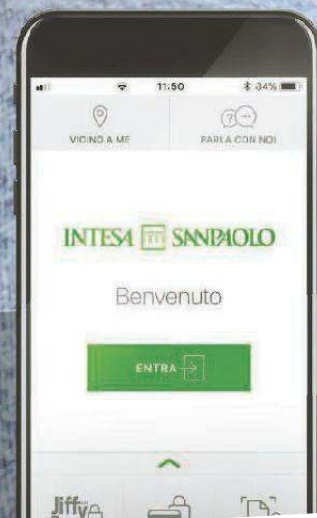 11:50 34%
VICINO A ME PARLA CON NOI
INTESA SANPAOLO
Benvenuto
ENTRA
Jiffy